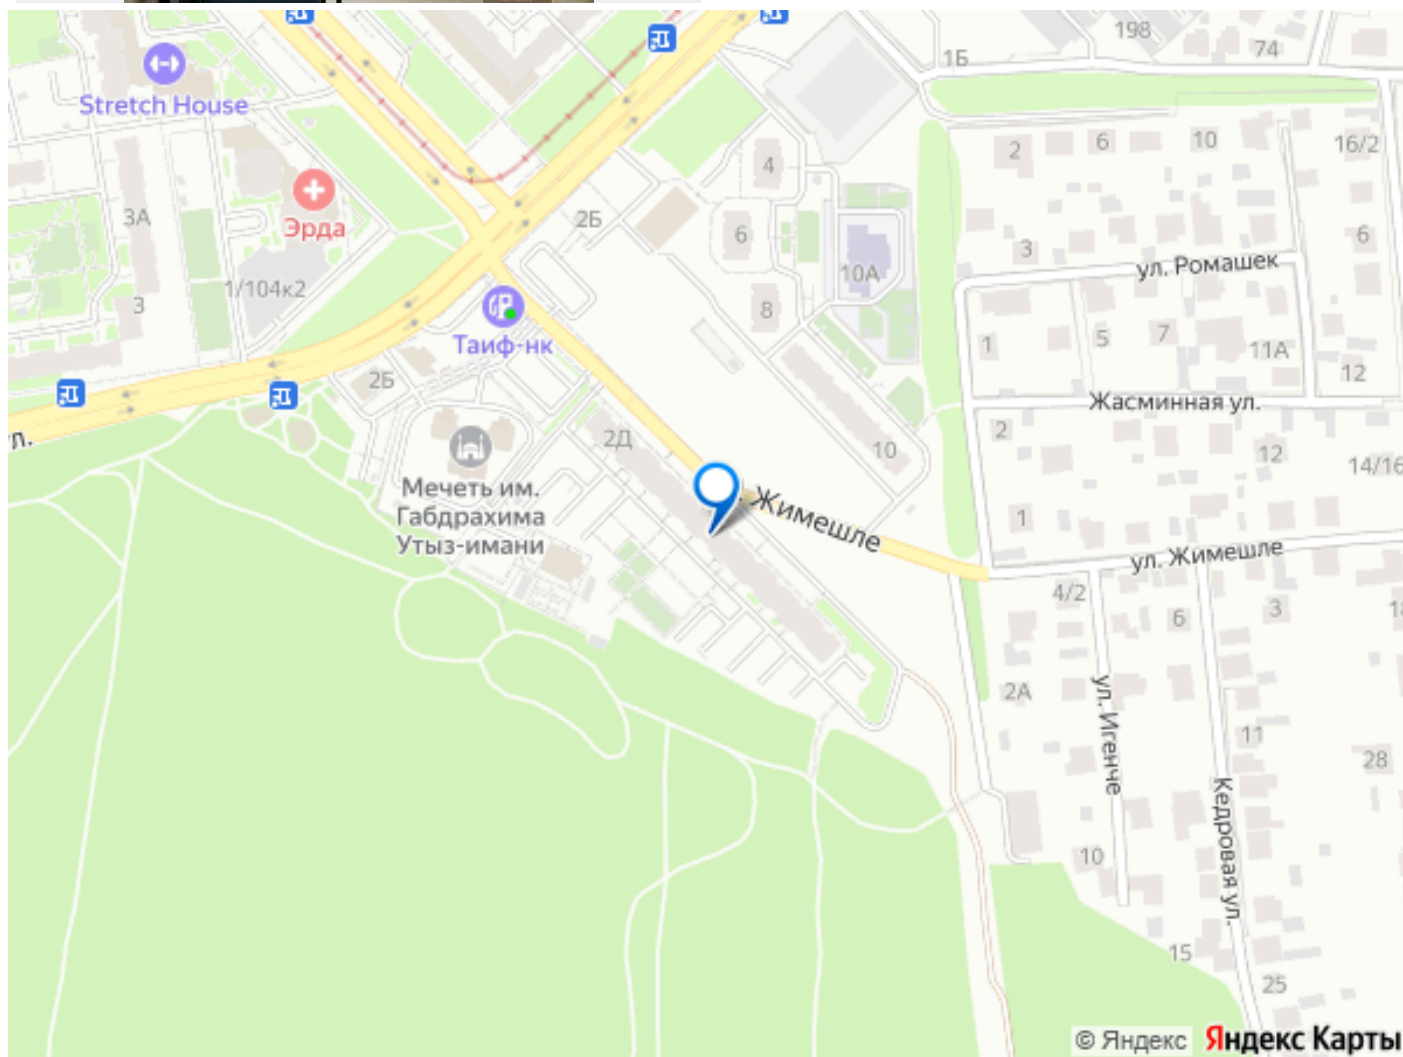 198
1Б
74
Stretch House
2
6
10
16/2
4
3А
Эрда
2Б
6
3
6
10А
ул. Ромашек
1/104к2
3
8
Таиф-нк
1
5
7
11А
2Б
12
Жасминная ул.
л.
2Д
10
2
12
14/16
Мечеть им.
Габдрахима
Утыз-имани
Жимешле
1
ул. Жимешле
4/2
6
3
2А
ул. Игенче
11
28
Кедровая ул.
10
15
25
© Яндекс
Яндекс Карты